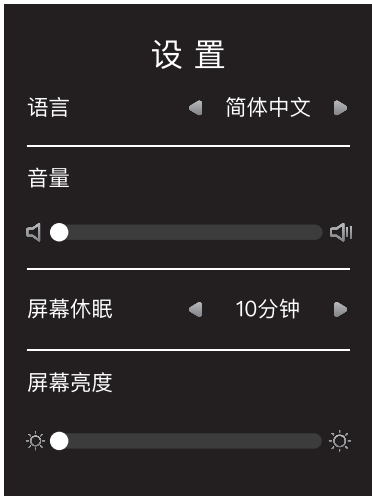 设置
语言 简体中文
音量
屏幕休眠 10分钟
屏幕亮度